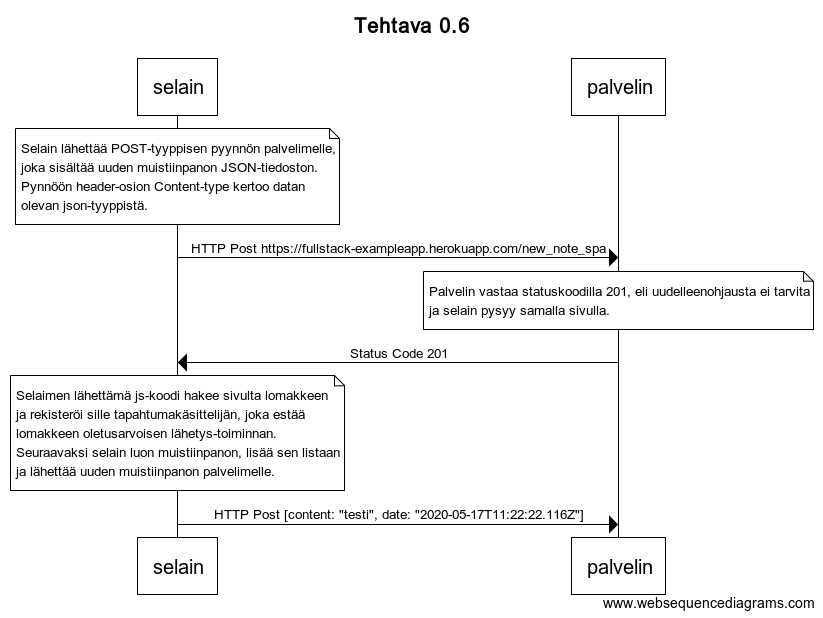 Tehtava 0.6
selain
palvelin
Selain lähettää POST-tyyppisen pyynnön palvelimelle,
joka sisältää uuden muistiinpanon JSON-tiedoston.
Pynnöön header-osion Content-type kertoo datan
olevan json-tyyppistä.
HTTP Post https://fullstack-exampleapp.herokuapp.com/new_note_spa
Palvelin vastaa statuskoodilla 201, eli uudelleenohjausta ei tarvita
ja selain pysyy samalla sivulla.
Status Code 201
Selaimen lähettämä js-koodi hakee sivulta lomakkeen
ja rekisteröi sille tapahtumakäsittelijän, joka estää
lomakkeen oletusarvoisen lähetys-toiminnan.
Seuraavaksi selain luon muistiinpanon, lisää sen listaan
ja lähettää uuden muistiinpanon palvelimelle.
HTTP Post [content: "testi", date: "2020-05-17T11:22:22.116Z"]
selain
palvelin
www.websequencediagrams.com